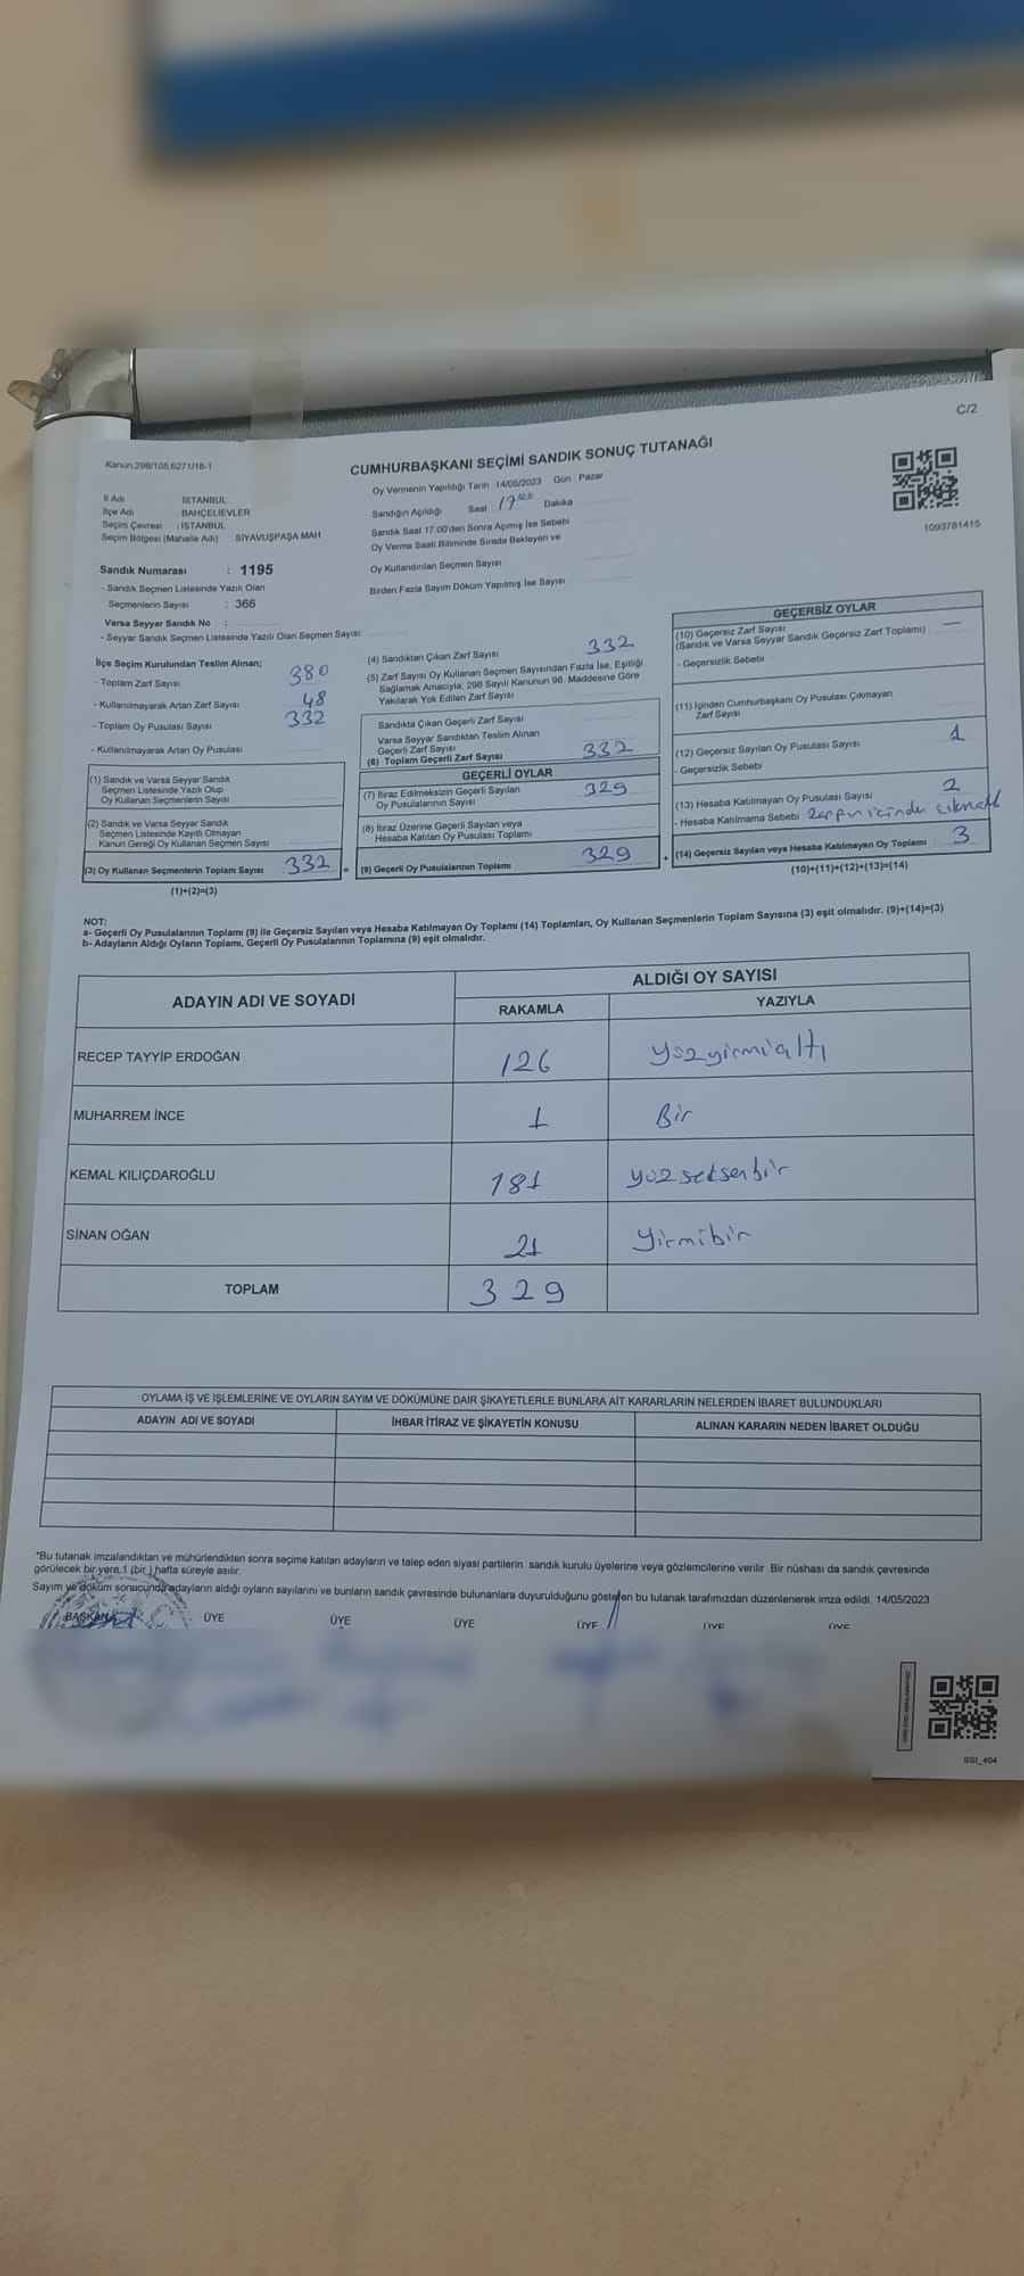 C/2
Kanun 298/105,6271/16-1
CUMHURBAŞKANI SEÇİMİ SANDIK SONUÇ TUTANAĞI
Oy Vermenin Yapıldığı Tarih 14/05/2023 Gün : Pazar
Sandığın Açıldığı Saat 17 Dakika
Sandık Saat 17.00'den Sonra Açılmış İse Sebebi
Oy Verme Saati Bitiminde Sırada Bekleyen ve
Oy Kullandırılan Seçmen Sayısı
Birden Fazla Sayım Döküm Yapılmış İse Sayısı
1093781415
İl Adı İSTANBUL
İlçe Adı BAHÇELİEVLER
Seçim Çevresi : İSTANBUL
Seçim Bölgesi (Mahalle Adı) SİYAVUŞPAŞA MAH
Sandık Numarası : 1195
- Sandık Seçmen Listesinde Yazılı Olan
Seçmenlerin Sayısı : 366
Varsa Seyyar Sandık No :
- Seyyar Sandık Seçmen Listesinde Yazılı Olan Seçmen Sayısı
İlçe Seçim Kurulundan Teslim Alınan;
- Toplam Zarf Sayısı 380
- Kullanılmayarak Artan Zarf Sayısı 48
- Toplam Oy Pusulası Sayısı 332
- Kullanılmayarak Artan Oy Pusulası
(1) Sandık ve Varsa Seyyar Sandık
Seçmen Listesinde Yazılı Olup
Oy Kullanan Seçmenlerin Sayısı
(2) Sandık ve Varsa Seyyar Sandık
Seçmen Listesinde Kayıtlı Olmayan
Kanun Gereği Oy Kullanan Seçmen Sayısı
(3) Oy Kullanan Seçmenlerin Toplam Sayısı 332
(1)+(2)=(3)
(4) Sandıktan Çıkan Zarf Sayısı 332
(5) Zarf Sayısı Oy Kullanan Seçmen Sayısından Fazla İse, Eşitliği
Sağlamak Amacıyla, 298 Sayılı Kanunun 98. Maddesine Göre
Yakılarak Yok Edilen Zarf Sayısı
Sandıkta Çıkan Geçerli Zarf Sayısı
Varsa Seyyar Sandıktan Teslim Alınan
Geçerli Zarf Sayısı
(6) Toplam Geçerli Zarf Sayısı 332
GEÇERLİ OYLAR
(7) İtiraz Edilmeksizin Geçerli Sayılan
Oy Pusulalarının Sayısı 329
(8) İtiraz Üzerine Geçerli Sayılan veya
Hesaba Katılan Oy Pusulası Toplamı
= (9) Geçerli Oy Pusulalarının Toplamı 329
GEÇERSİZ OYLAR
(10) Geçersiz Zarf Sayısı —
(Sandık ve Varsa Seyyar Sandık Geçersiz Zarf Toplamı)
- Geçersizlik Sebebi
(11) İçinden Cumhurbaşkanı Oy Pusulası Çıkmayan
Zarf Sayısı
(12) Geçersiz Sayılan Oy Pusulası Sayısı 1
- Geçersizlik Sebebi
(13) Hesaba Katılmayan Oy Pusulası Sayısı 2
- Hesaba Katılmama Sebebi içinde
+ (14) Geçersiz Sayılan veya Hesaba Katılmayan Oy Toplamı 3
(10)+(11)+(12)+(13)=(14)
NOT:
a- Geçerli Oy Pusulalarının Toplamı (9) ile Geçersiz Sayılan veya Hesaba Katılmayan Oy Toplamı (14) Toplamları, Oy Kullanan Seçmenlerin Toplam Sayısına (3) eşit olmalıdır. (9)+(14)=(3)
b- Adayların Aldığı Oyların Toplamı, Geçerli Oy Pusulalarının Toplamına (9) eşit olmalıdır.
ADAYIN ADI VE SOYADI ALDIĞI OY SAYISI
RAKAMLA YAZIYLA
RECEP TAYYİP ERDOĞAN 126 yüzyirmialtı
MUHARREM İNCE 1 Bir
KEMAL KILIÇDAROĞLU 181 yüzseksenbir
SİNAN OĞAN 21 yirmibir
TOPLAM 329
OYLAMA İŞ VE İŞLEMLERİNE VE OYLARIN SAYIM VE DÖKÜMÜNE DAİR ŞİKAYETLERLE BUNLARA AİT KARARLARIN NELERDEN İBARET BULUNDUKLARI
ADAYIN ADI VE SOYADI İHBAR İTİRAZ VE ŞİKAYETİN KONUSU ALINAN KARARIN NEDEN İBARET OLDUĞU
*Bu tutanak imzalandıktan ve mühürlendikten sonra seçime katılan adayların ve talep eden siyasi partilerin sandık kurulu üyelerine veya gözlemcilerine verilir. Bir nüshası da sandık çevresinde
görülecek bir yere 1 (bir) hafta süreyle asılır.
Sayım ve döküm sonucunda adayların aldığı oyların sayılarını ve bunların sandık çevresinde bulunanlara duyurulduğunu gösteren bu tutanak tarafımızdan düzenlenerek imza edildi. 14/05/2023
BAŞKAN ÜYE ÜYE ÜYE ÜYE ÜYE ÜYE
SSI_404